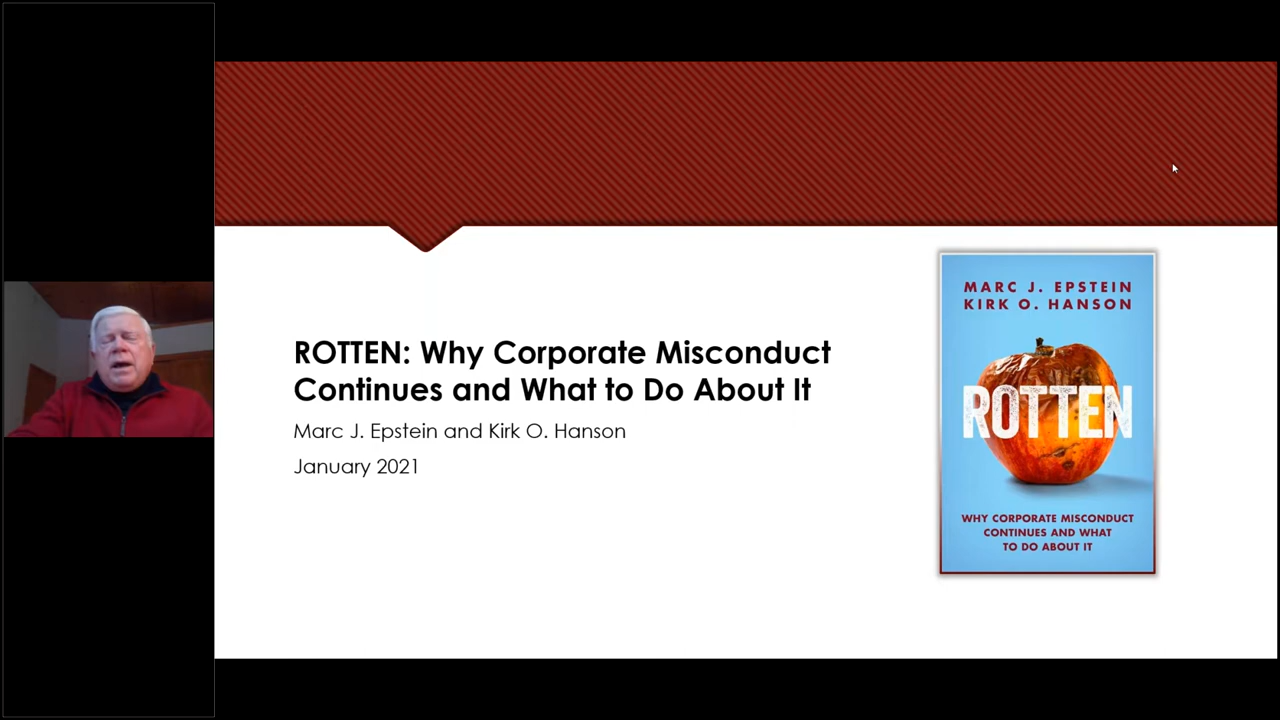 ROTTEN: Why Corporate Misconduct
Continues and What to Do About It
Marc J. Epstein and Kirk O. Hanson
January 2021
MARC J. EPSTEIN
KIRK O. HANSON
ROTTEN
WHY CORPORATE MISCONDUCT
CONTINUES AND WHAT
TO DO ABOUT IT